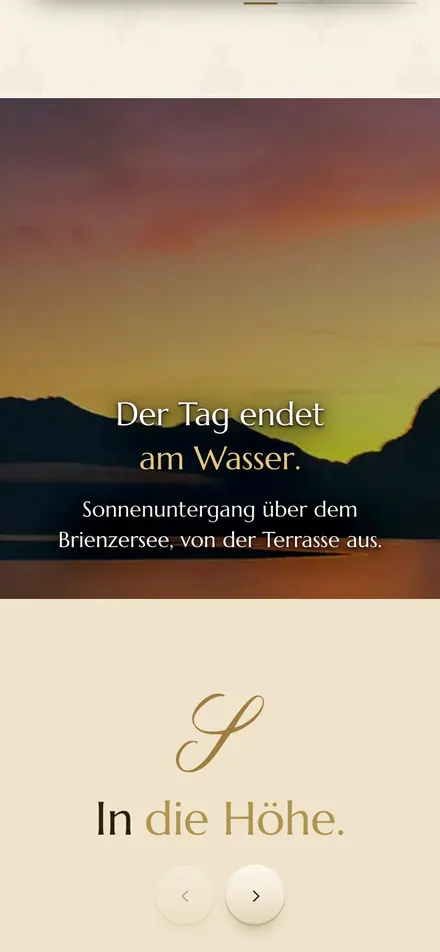 Der Tag endet
am Wasser.
Sonnenuntergang über dem
Brienzersee, von der Terrasse aus.
S
In die Höhe.